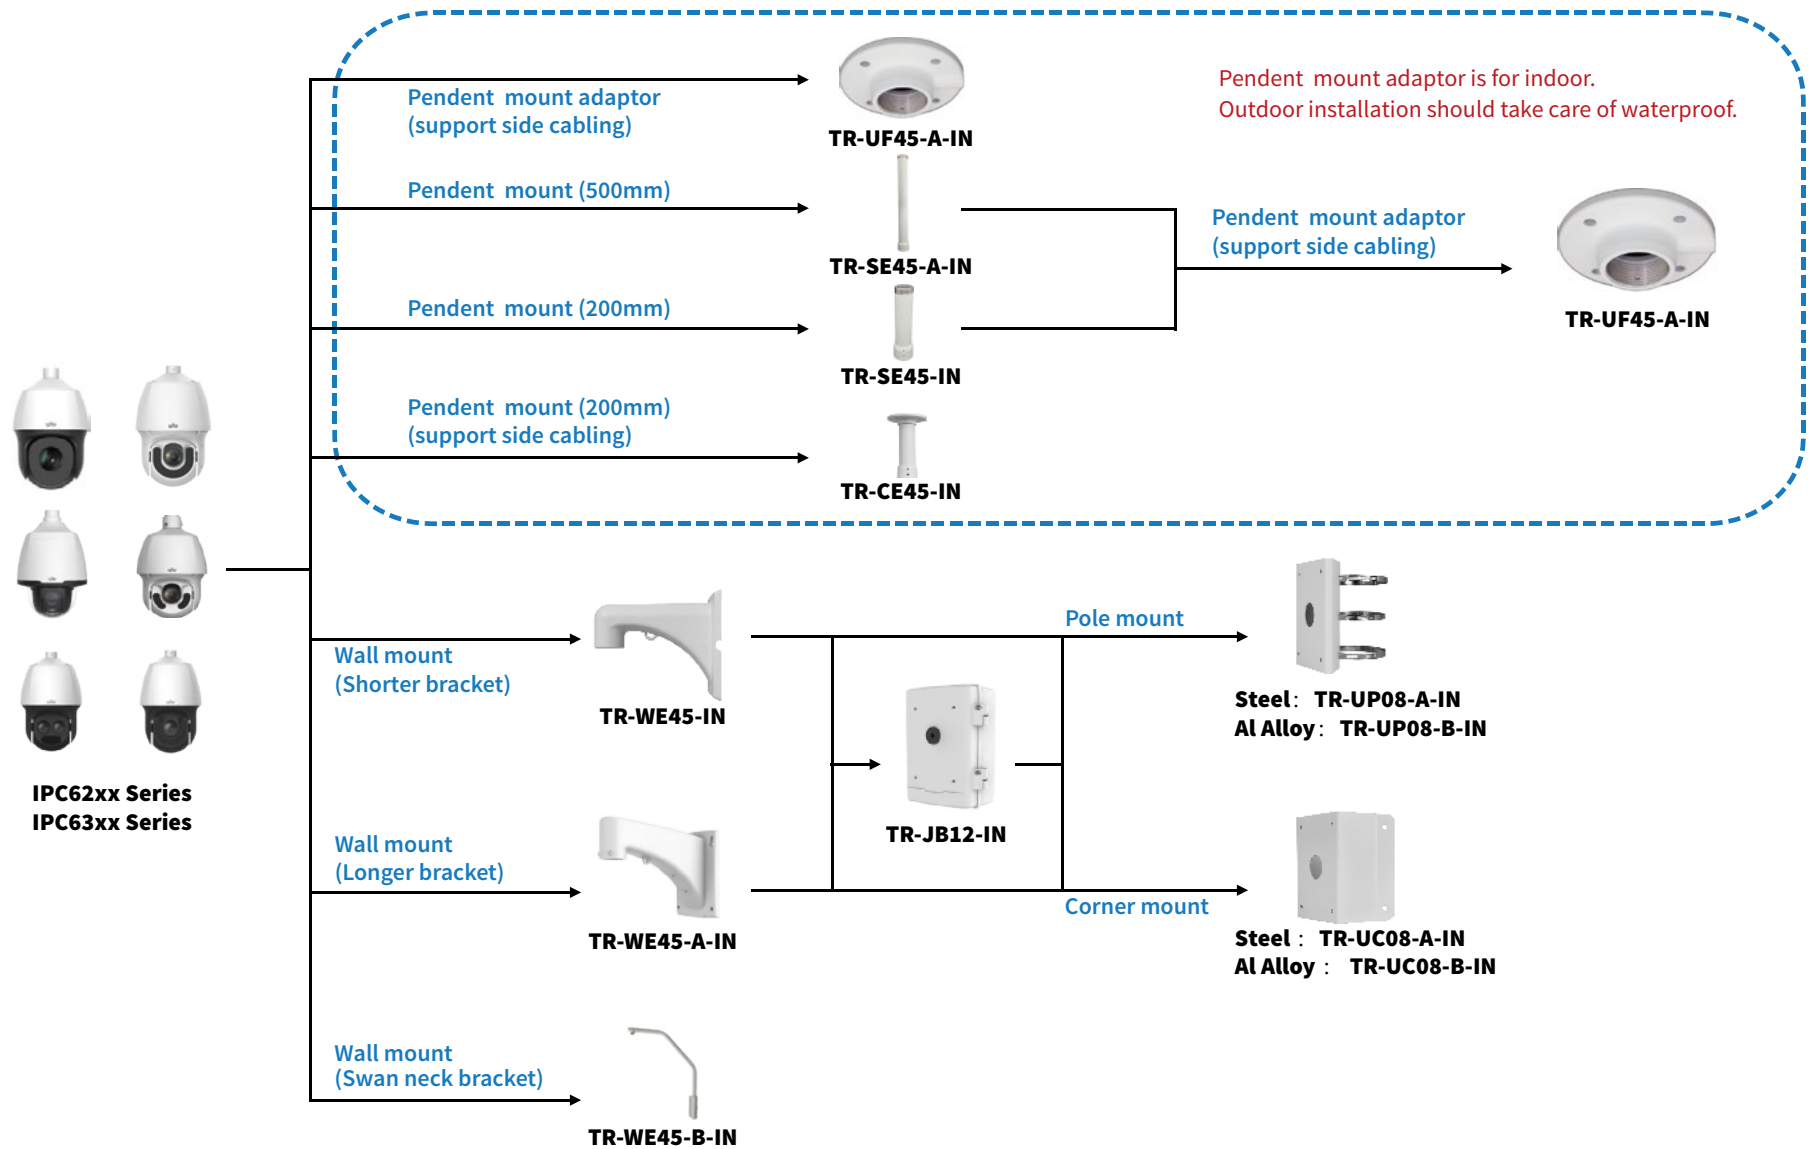 Pendent mount adaptor
(support side cabling)
TR-UF45-A-IN
Pendent mount adaptor is for indoor.
Outdoor installation should take care of waterproof.
Pendent mount (500mm)
TR-SE45-A-IN
Pendent mount adaptor
(support side cabling)
TR-UF45-A-IN
Pendent mount (200mm)
TR-SE45-IN
Pendent mount (200mm)
(support side cabling)
TR-CE45-IN
IPC62xx Series
IPC63xx Series
Wall mount
(Shorter bracket)
TR-WE45-IN
Pole mount
Steel： TR-UP08-A-IN
Al Alloy： TR-UP08-B-IN
TR-JB12-IN
Wall mount
(Longer bracket)
TR-WE45-A-IN
Corner mount
Steel： TR-UC08-A-IN
Al Alloy： TR-UC08-B-IN
Wall mount
(Swan neck bracket)
TR-WE45-B-IN